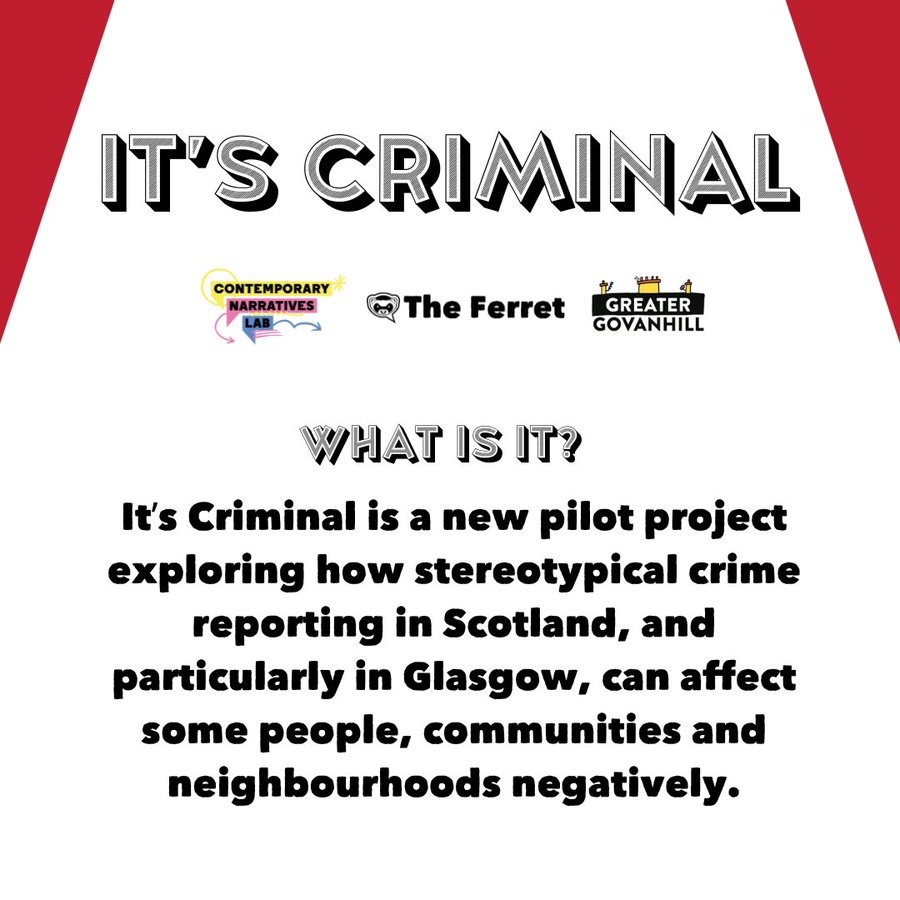 IT'S CRIMINAL
CONTEMPORARY
NARRATIVES
LAB
The Ferret
GREATER
GOVANHILL
WHAT IS IT?
It's Criminal is a new pilot project
exploring how stereotypical crime
reporting in Scotland, and
particularly in Glasgow, can affect
some people, communities and
neighbourhoods negatively.